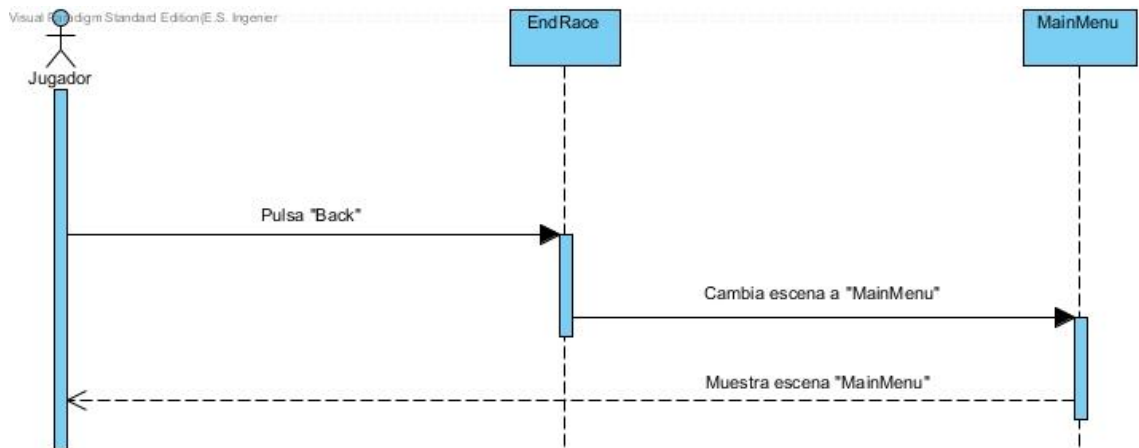 Visual Paradigm Standard Edition(E.S. Ingenier
EndRace
MainMenu
Jugador
Pulsa "Back"
Cambia escena a "MainMenu"
Muestra escena "MainMenu"